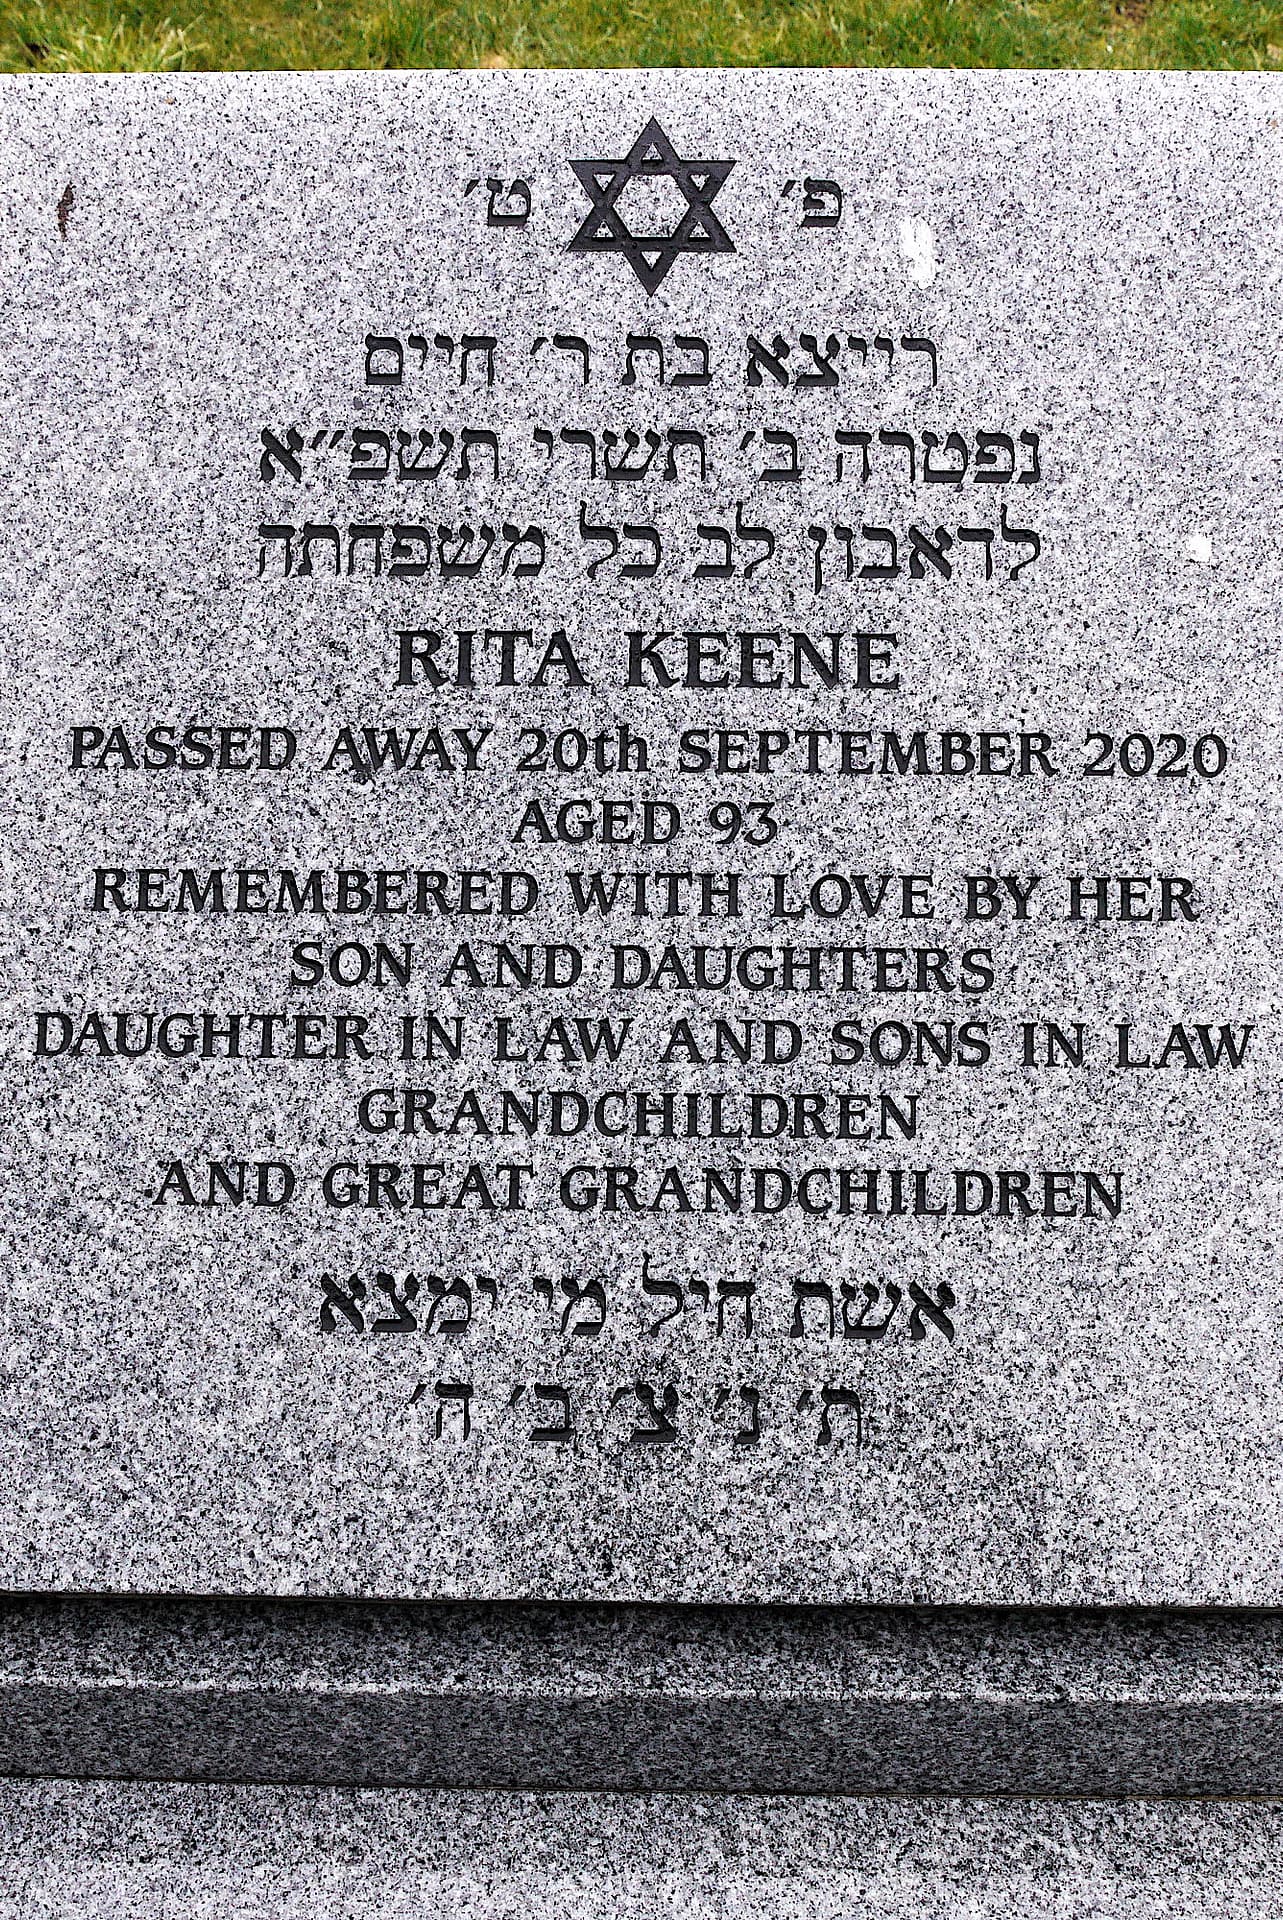 פ׳ ט׳
רייצא בת ר׳ חיים
נפטרה ב׳ תשרי תשפ״א
לדאבון לב כל משפחתה
RITA KEENE
PASSED AWAY 20th SEPTEMBER 2020
AGED 93
REMEMBERED WITH LOVE BY HER
SON AND DAUGHTERS
DAUGHTER IN LAW AND SONS IN LAW
GRANDCHILDREN
AND GREAT GRANDCHILDREN
אשת חיל מי ימצא
ת׳ נ׳ צ׳ ב׳ ה׳